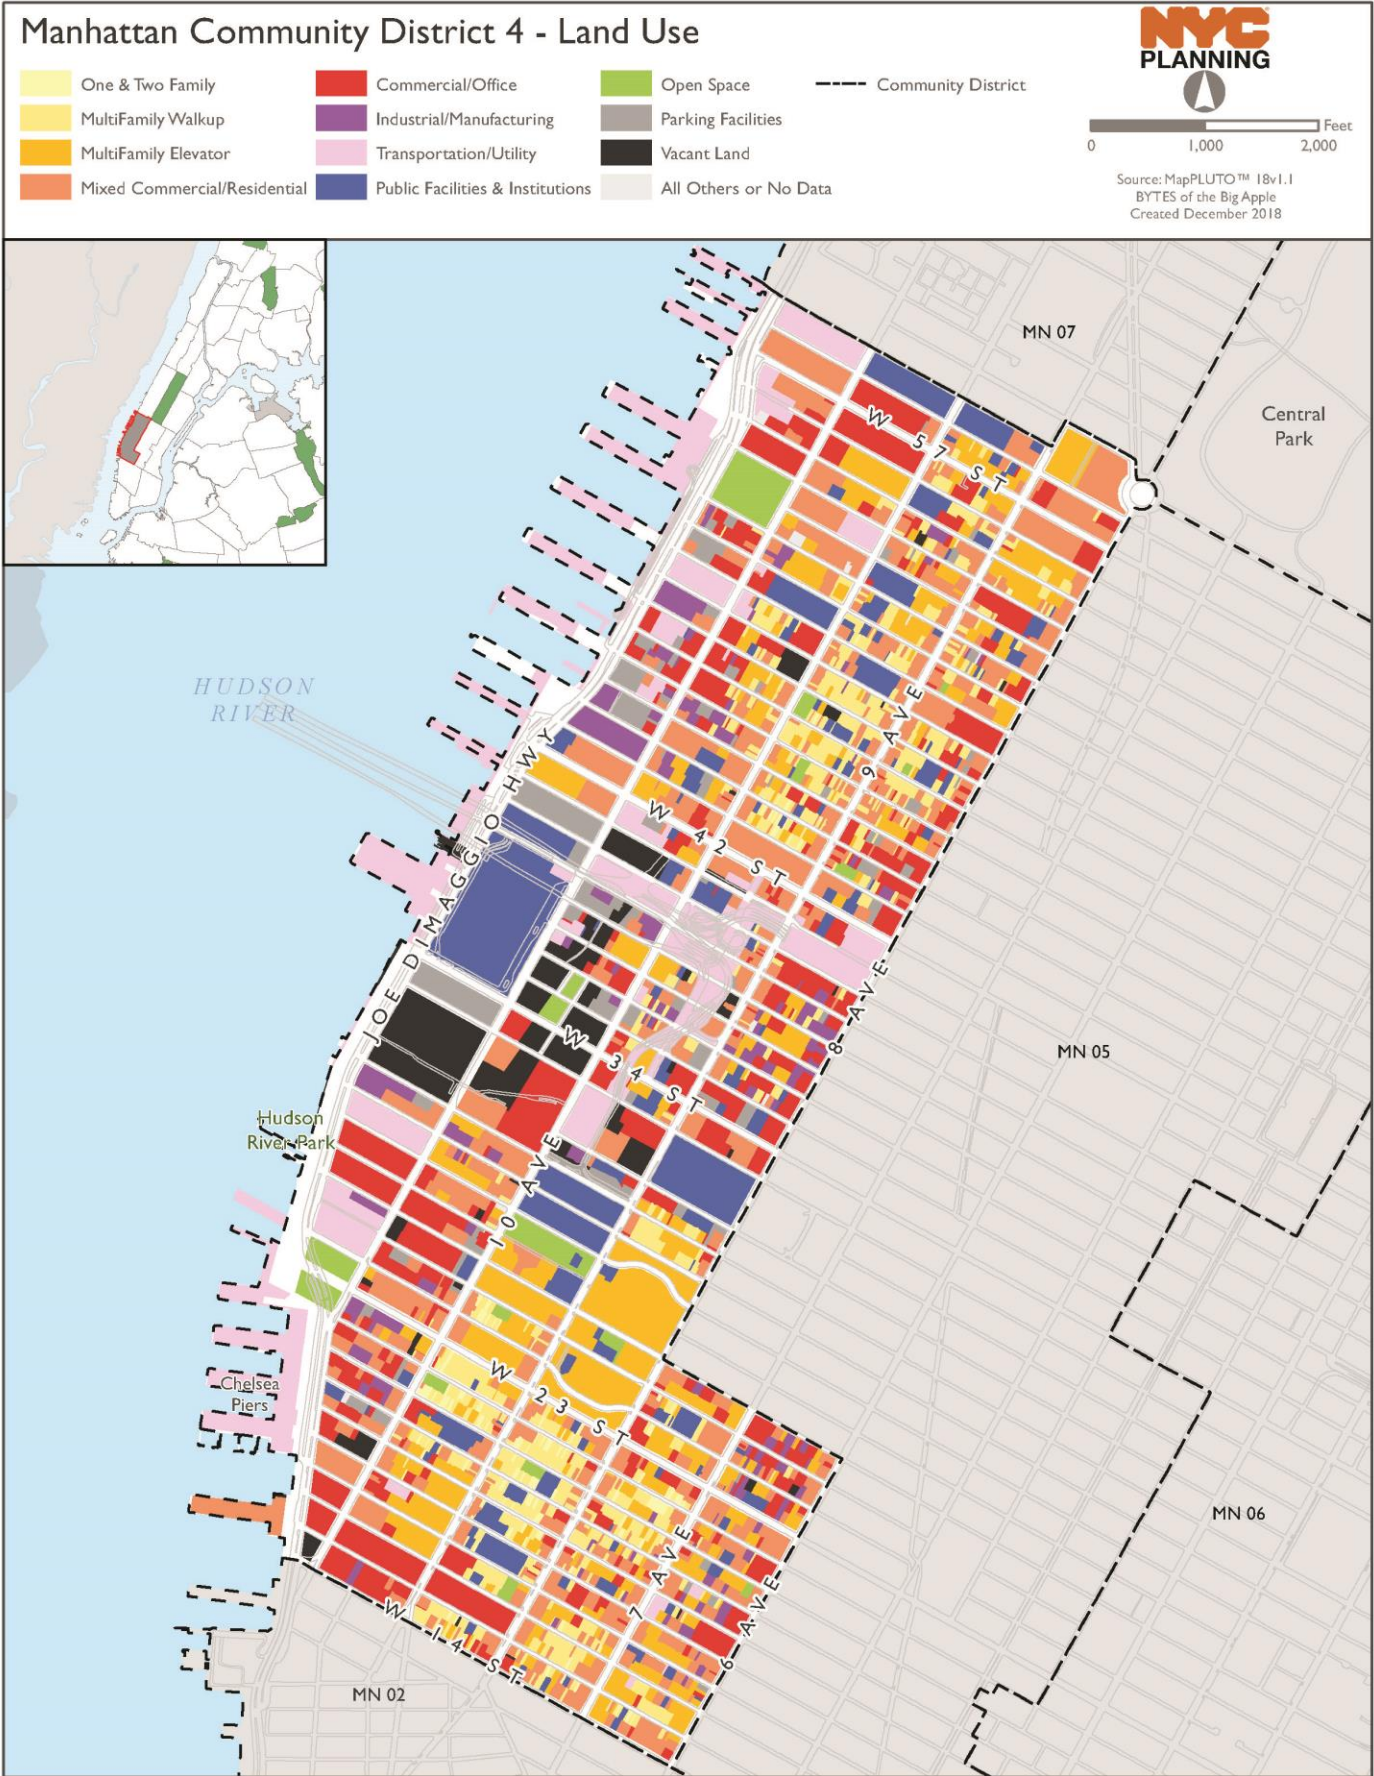 Manhattan Community District 4 - Land Use
One & Two Family
MultiFamily Walkup
MultiFamily Elevator
Mixed Commercial/Residential
Commercial/Office
Industrial/Manufacturing
Transportation/Utility
Public Facilities & Institutions
Open Space
Parking Facilities
Vacant Land
All Others or No Data
Community District
NYC
PLANNING
Feet
0 1,000 2,000
Source: MapPLUTO™ 18v1.1
BYTES of the Big Apple
Created December 2018
MN 07
Central
Park
W 57 ST
HUDSON
RIVER
9 AVE
JOE DIMAGGIO HWY
W 42 ST
8 AVE
MN 05
W 34 ST
Hudson
River Park
10 AVE
Chelsea
Piers
W 23 ST
MN 06
7 AVE
6 AVE
W 14 ST
MN 02